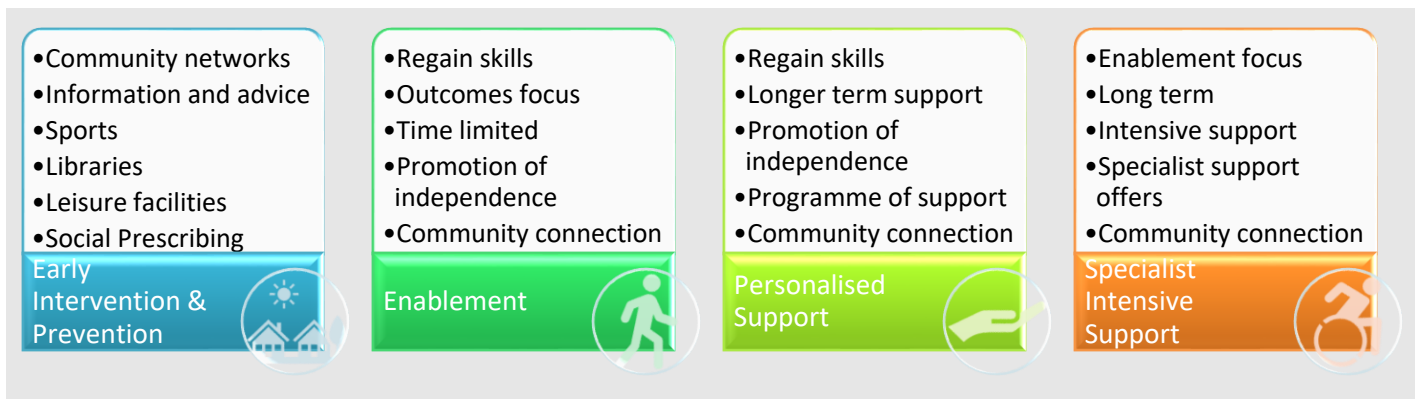 •Community networks
•Information and advice
•Sports
•Libraries
•Leisure facilities
•Social Prescribing
Early
Intervention &
Prevention
•Regain skills
•Outcomes focus
•Time limited
•Promotion of
independence
•Community connection
Enablement
•Regain skills
•Longer term support
•Promotion of
independence
•Programme of support
•Community connection
Personalised
Support
•Enablement focus
•Long term
•Intensive support
•Specialist support
offers
•Community connection
Specialist
Intensive
Support